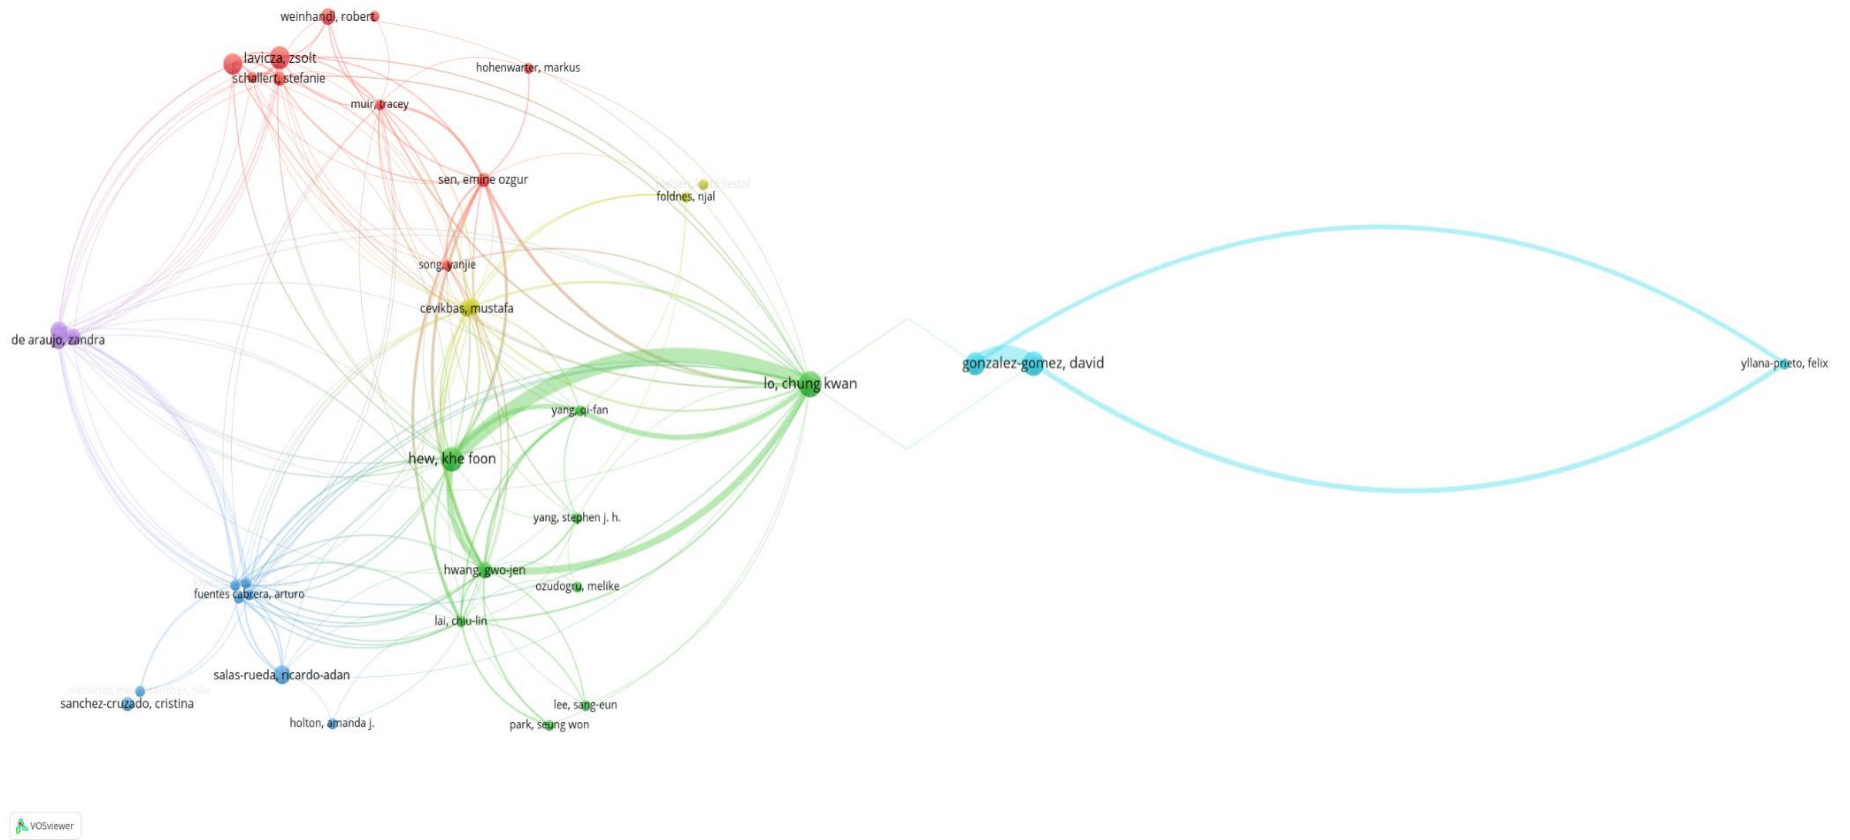 weinhandl, robert
lavicza, zsolt
hohenwarter, markus
schallert, stefanie
muir, tracey
sen, emine ozgur
foldnes, njal
song, yanjie
cevikbas, mustafa
de araujo, zandra
gonzalez-gomez, david
yllana-prieto, felix
lo, chung kwan
yang, qi-fan
hew, khe foon
yang, stephen j. h.
hwang, gwo-jen
ozudogru, melike
fuentes cabrera, arturo
lai, chiu-lin
salas-rueda, ricardo-adan
sanchez-cruzado, cristina
lee, sang-eun
holton, amanda j.
park, seung won
VOSviewer